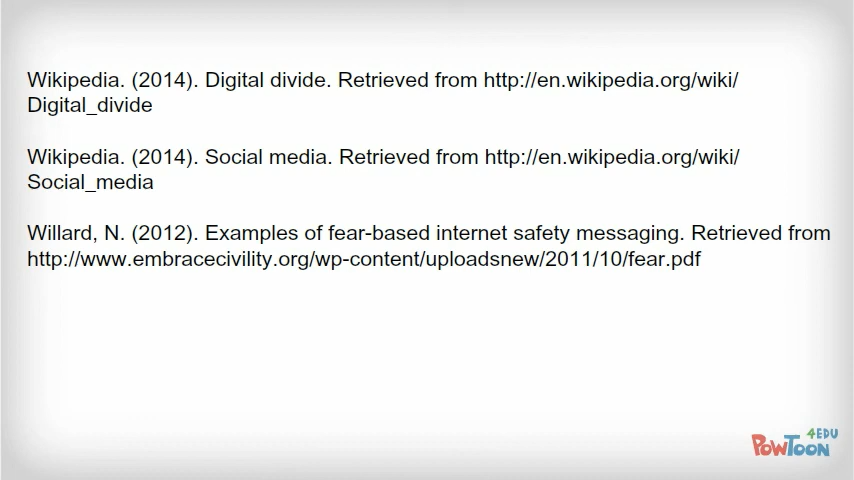 Wikipedia. (2014). Digital divide. Retrieved from http://en.wikipedia.org/wiki/
Digital_divide
Wikipedia. (2014). Social media. Retrieved from http://en.wikipedia.org/wiki/
Social_media
Willard, N. (2012). Examples of fear-based internet safety messaging. Retrieved from
http://www.embracecivility.org/wp-content/uploadsnew/2011/10/fear.pdf
4EDU
PowToon